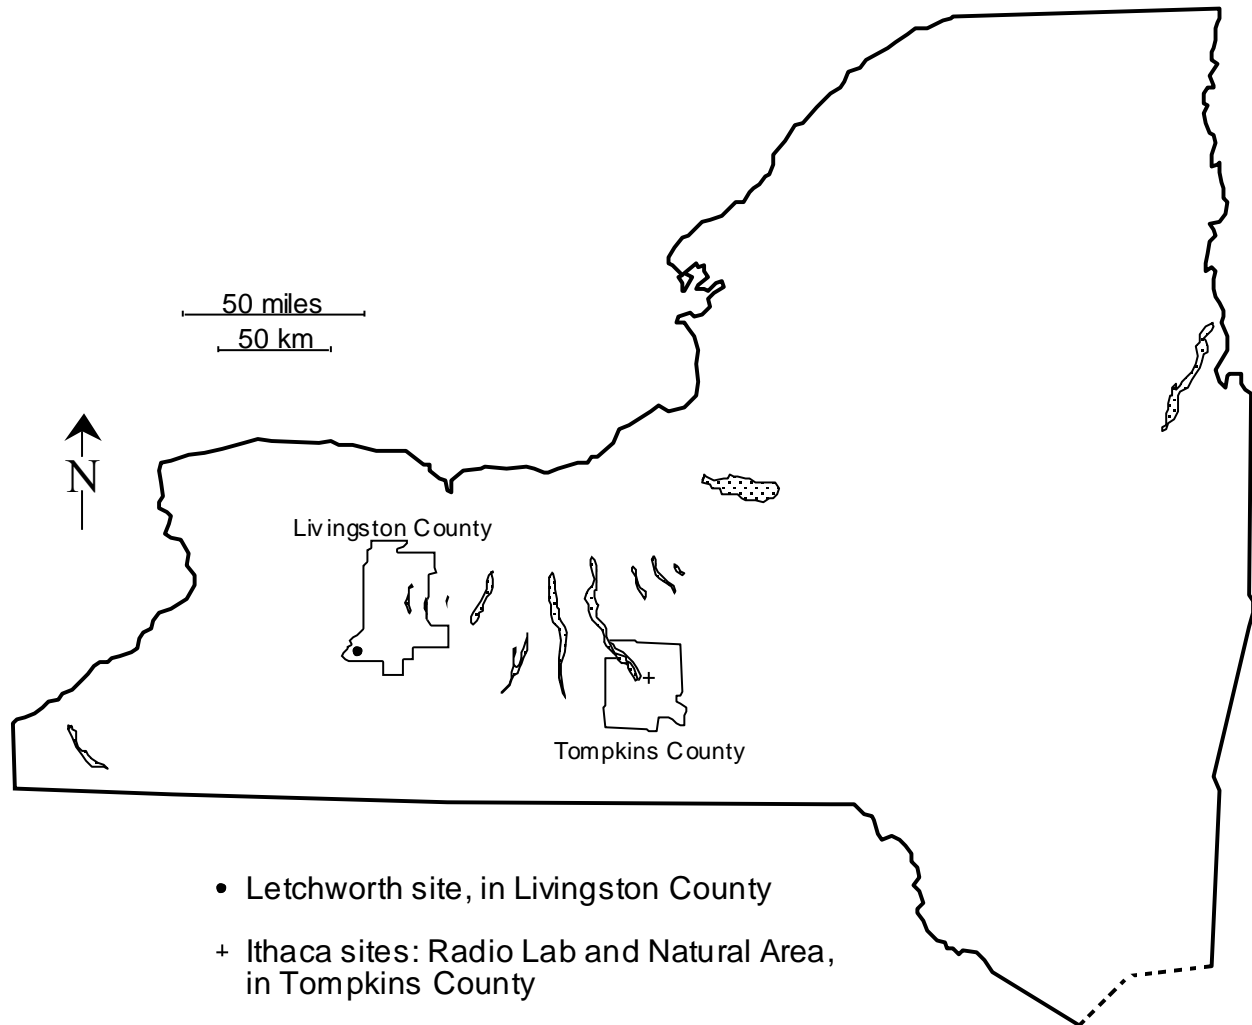 50 miles
50 km
N
Livingston County
Tompkins County
Letchworth site, in Livingston County
+ Ithaca sites: Radio Lab and Natural Area,
in Tompkins County